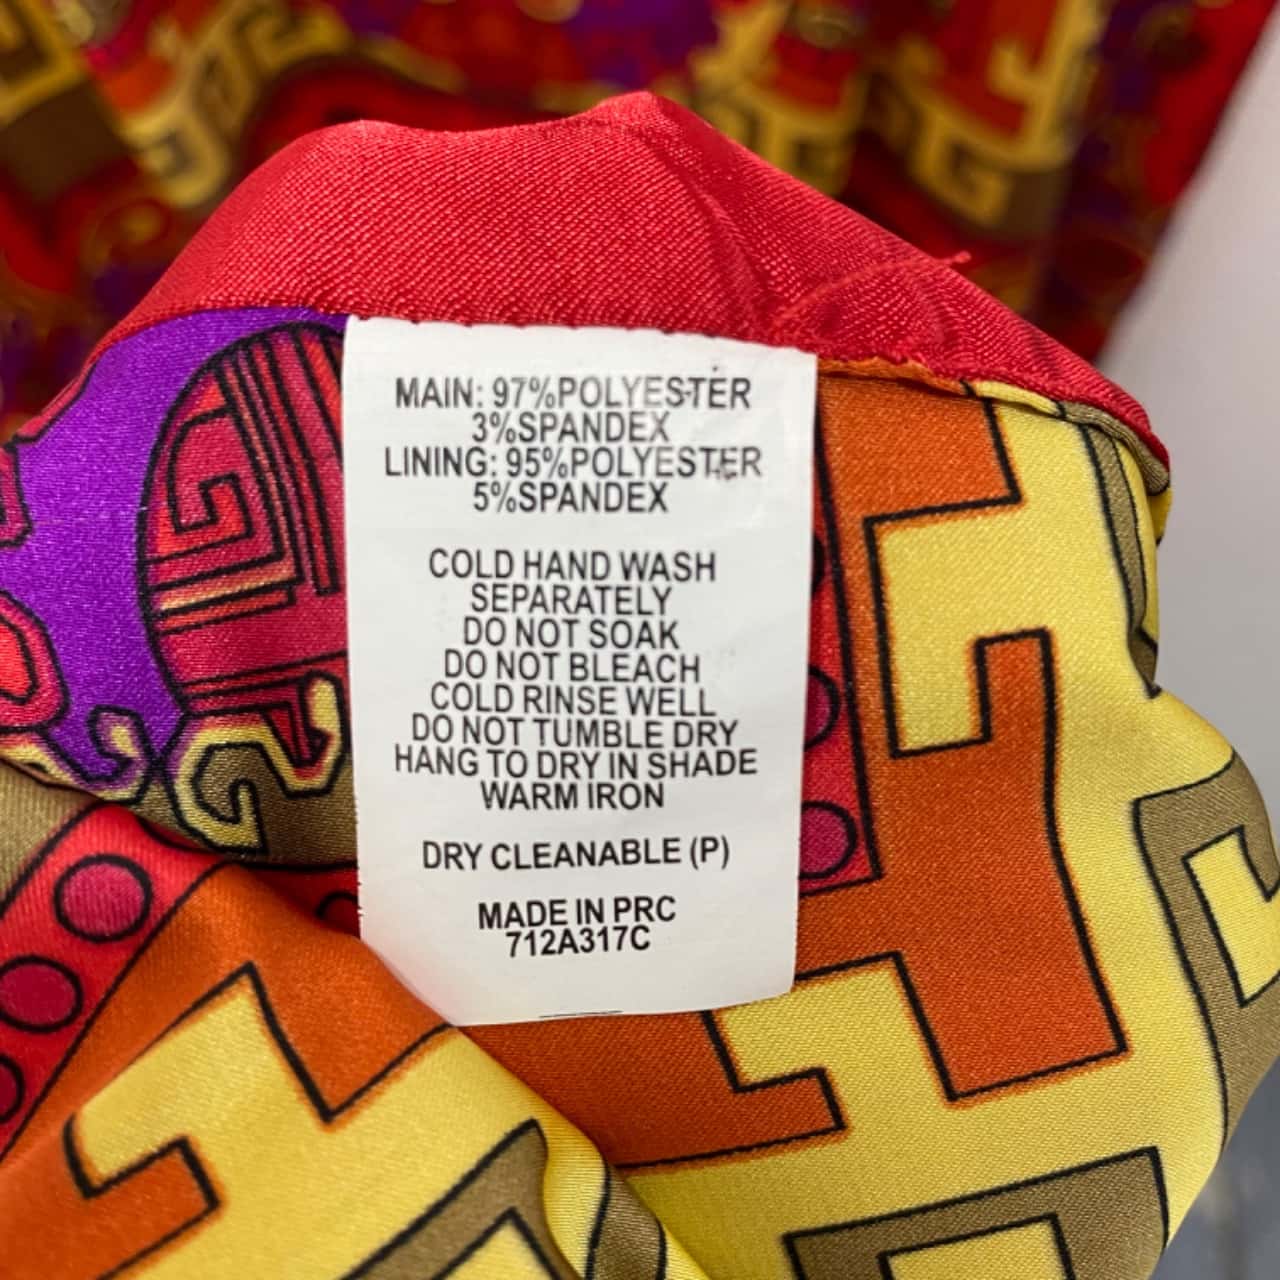 MAIN: 97%POLYESTER
3%SPANDEX
LINING: 95%POLYESTER
5%SPANDEX
COLD HAND WASH
SEPARATELY
DO NOT SOAK
DO NOT BLEACH
COLD RINSE WELL
DO NOT TUMBLE DRY
HANG TO DRY IN SHADE
WARM IRON
DRY CLEANABLE (P)
MADE IN PRC
712A317C